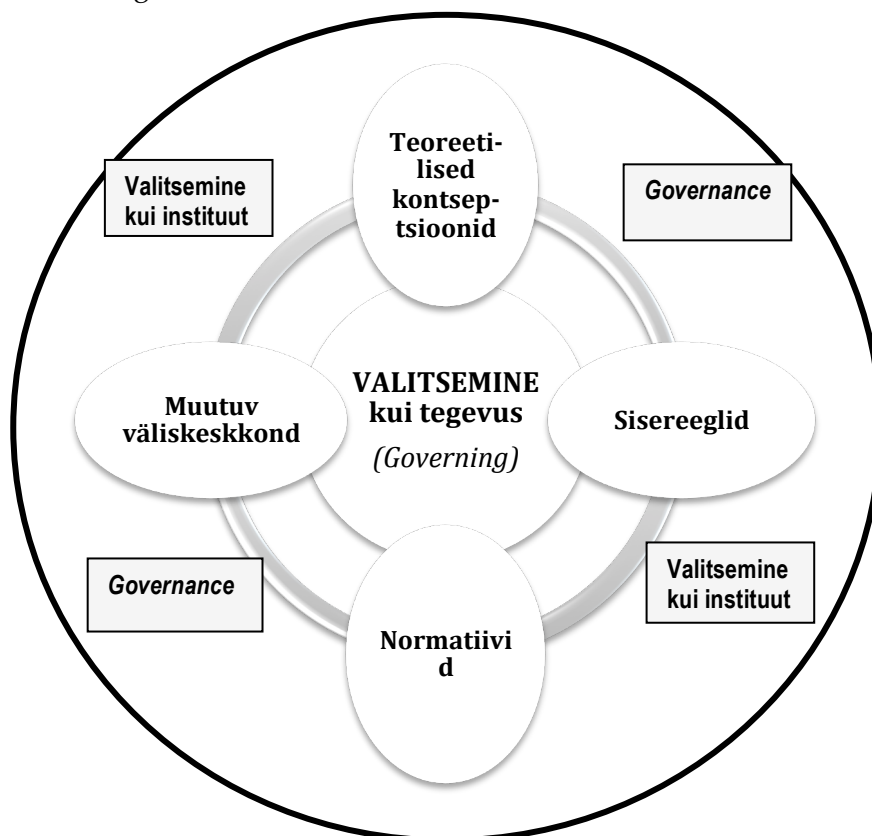 Teoreeti-
lised
kontsep-
tsioonid
Valitsemine
kui instituut
Governance
VALITSEMINE
kui tegevus
(Governing)
Muutuv
väliskeskkond
Sisereeglid
Governance
Valitsemine
kui instituut
Normatiivi
d